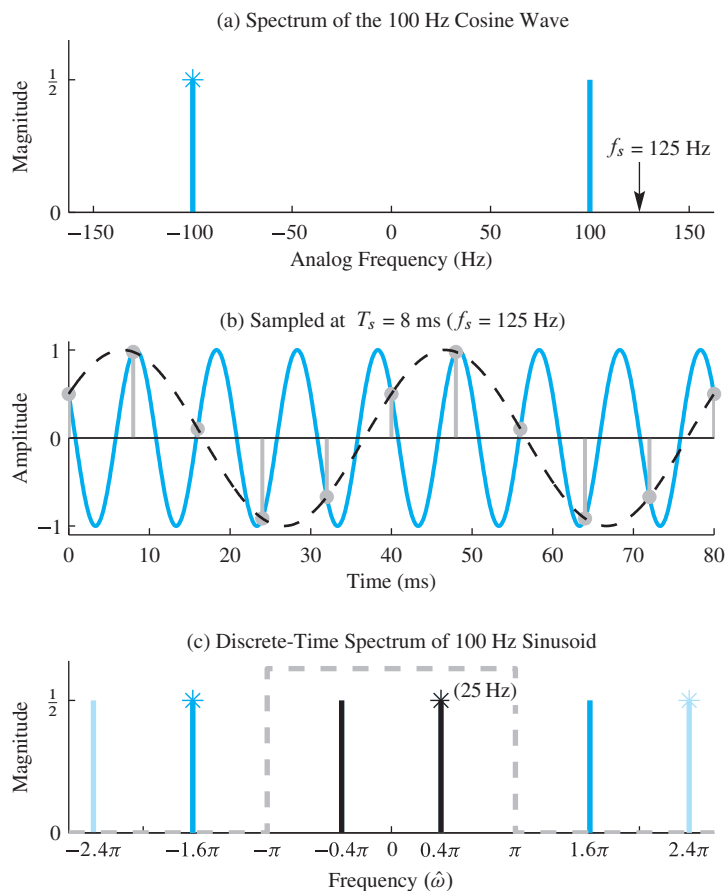 (a) Spectrum of the 100 Hz Cosine Wave
1/2
Magnitude
f_s = 125 Hz
0
−150 −100 −50 0 50 100 150
Analog Frequency (Hz)
(b) Sampled at T_s = 8 ms (f_s = 125 Hz)
1
Amplitude
0
−1
0 10 20 30 40 50 60 70 80
Time (ms)
(c) Discrete-Time Spectrum of 100 Hz Sinusoid
1/2
(25 Hz)
Magnitude
0
−2.4π −1.6π −π −0.4π 0 0.4π π 1.6π 2.4π
Frequency (ω̂)